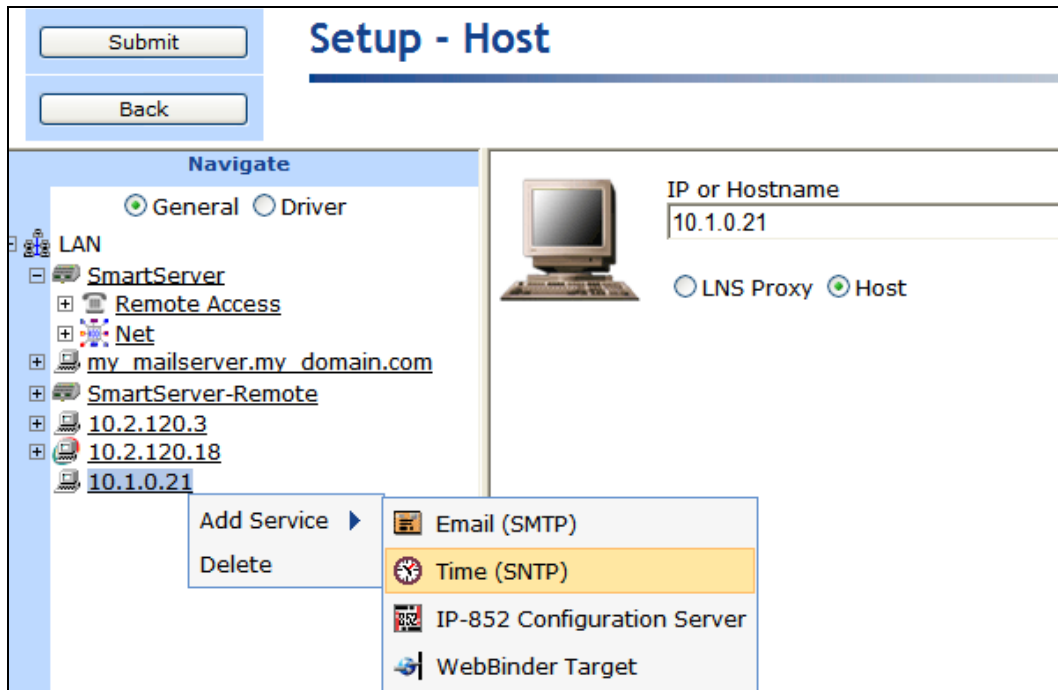 Submit
Setup - Host
Back
Navigate
General Driver
LAN
SmartServer
Remote Access
Net
my_mailserver.my_domain.com
SmartServer-Remote
10.2.120.3
10.2.120.18
10.1.0.21
IP or Hostname
10.1.0.21
LNS Proxy Host
Add Service
Delete
Email (SMTP)
Time (SNTP)
IP-852 Configuration Server
WebBinder Target